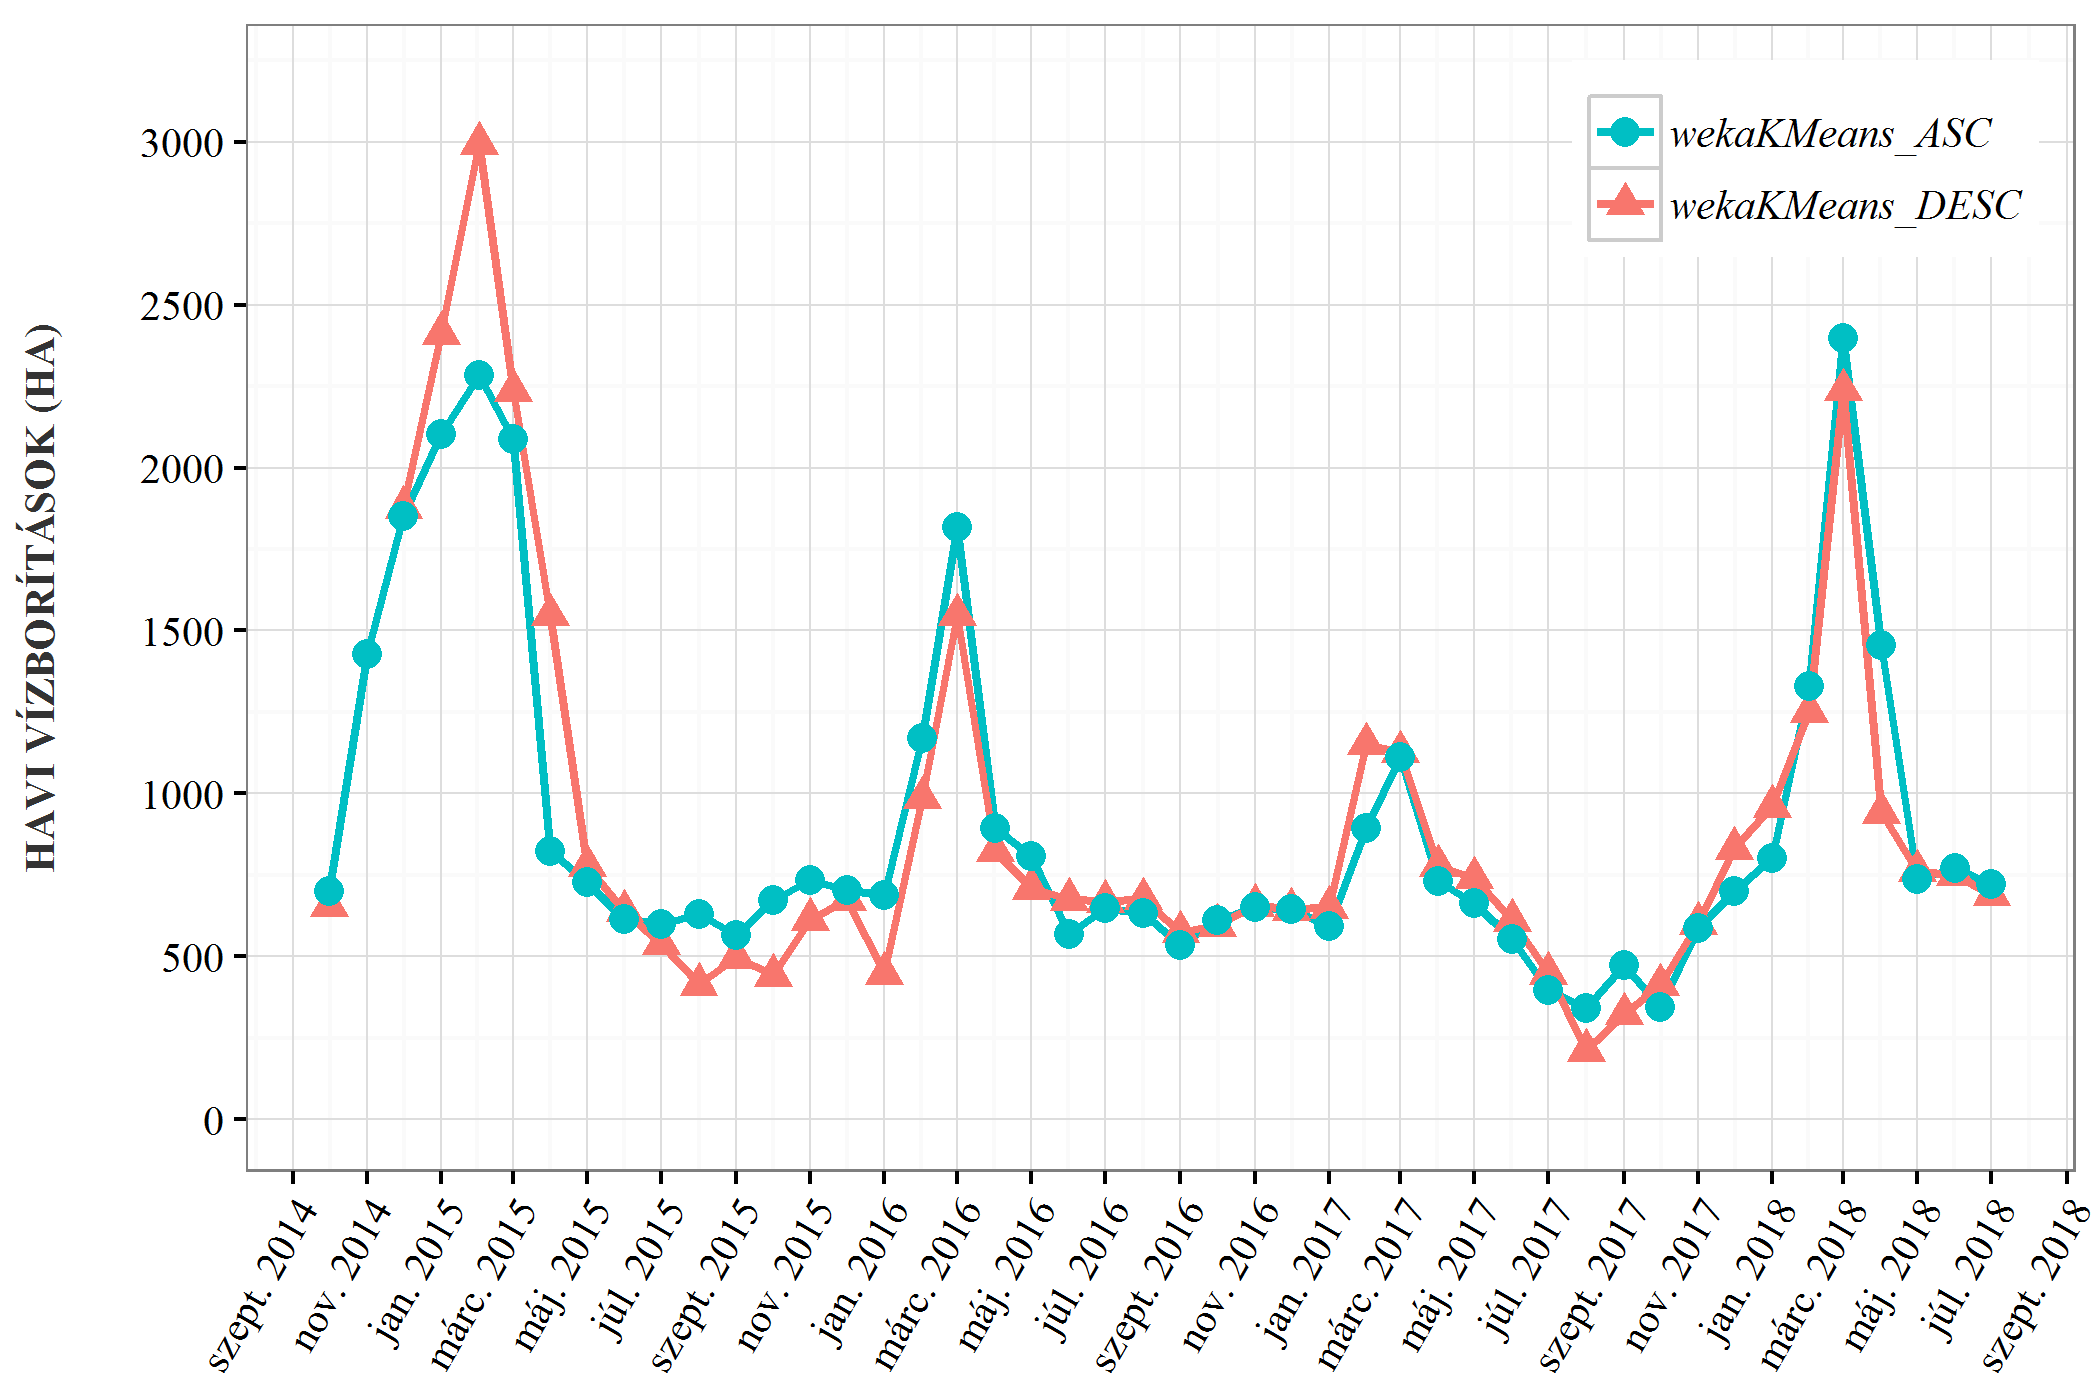 HAVI VÍZBORÍTÁSOK (HA)
3000
2500
2000
1500
1000
500
0
wekaKMeans_ASC
wekaKMeans_DESC
szept. 2014
nov. 2014
jan. 2015
márc. 2015
máj. 2015
júl. 2015
szept. 2015
nov. 2015
jan. 2016
márc. 2016
máj. 2016
júl. 2016
szept. 2016
nov. 2016
jan. 2017
márc. 2017
máj. 2017
júl. 2017
szept. 2017
nov. 2017
jan. 2018
márc. 2018
máj. 2018
júl. 2018
szept. 2018